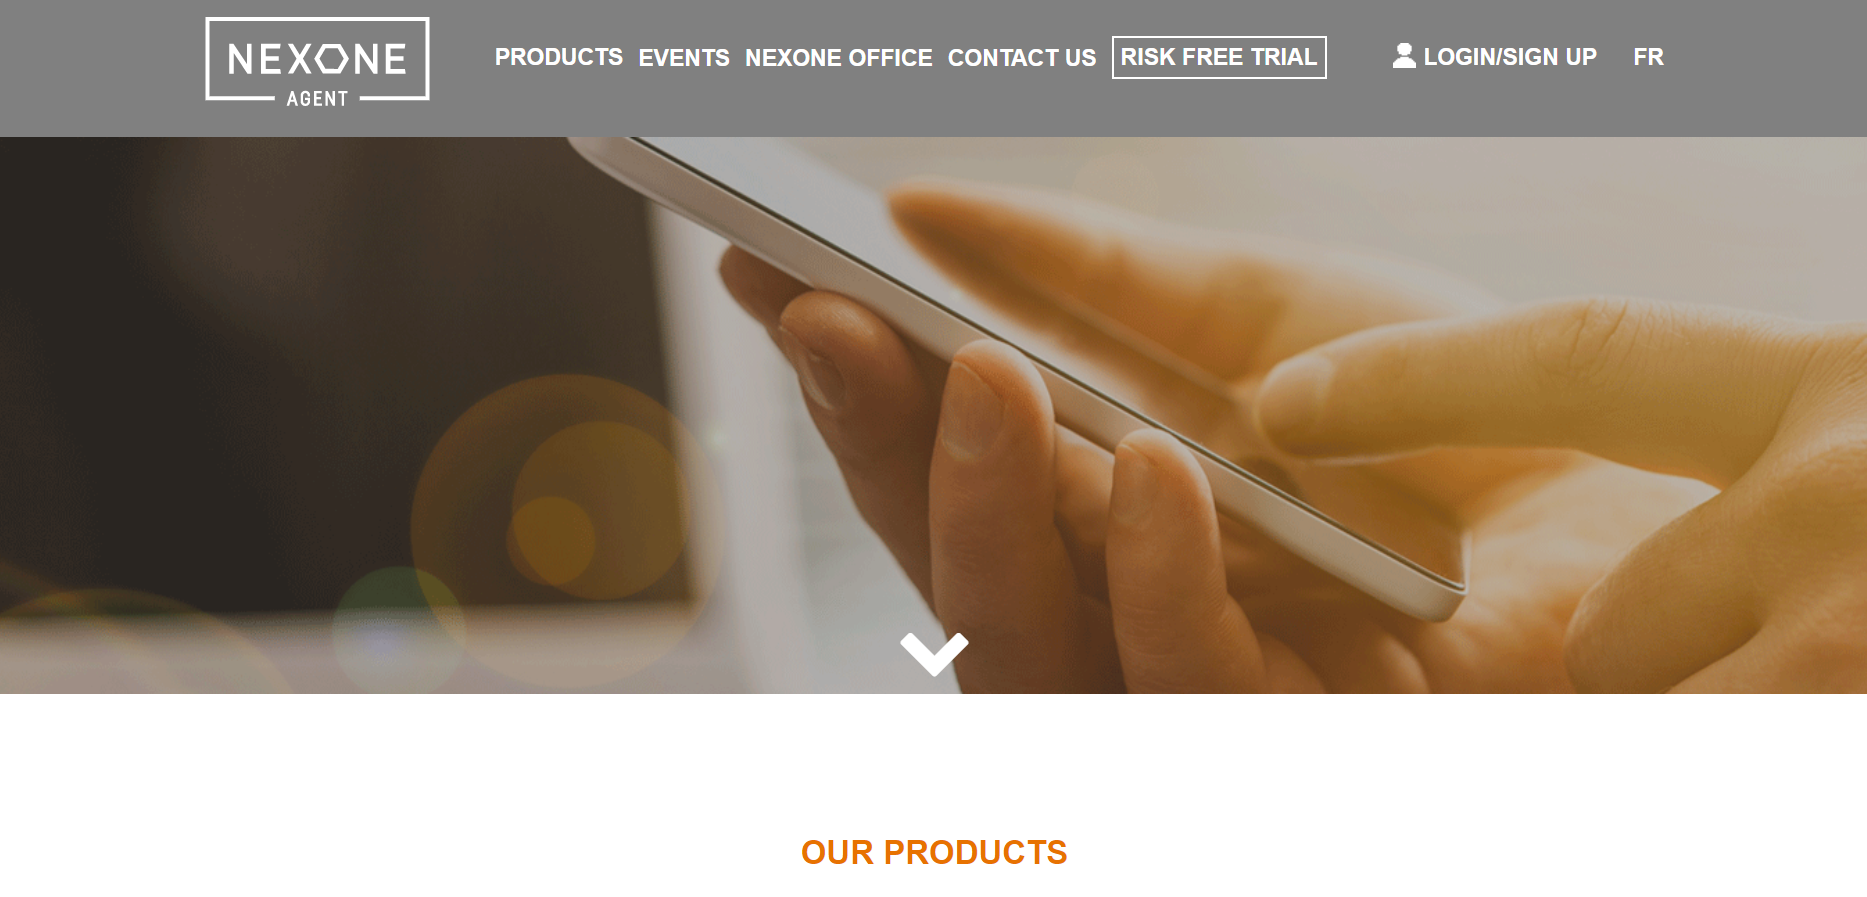 NEXONE
AGENT
PRODUCTS EVENTS NEXONE OFFICE CONTACT US RISK FREE TRIAL LOGIN/SIGN UP FR
OUR PRODUCTS